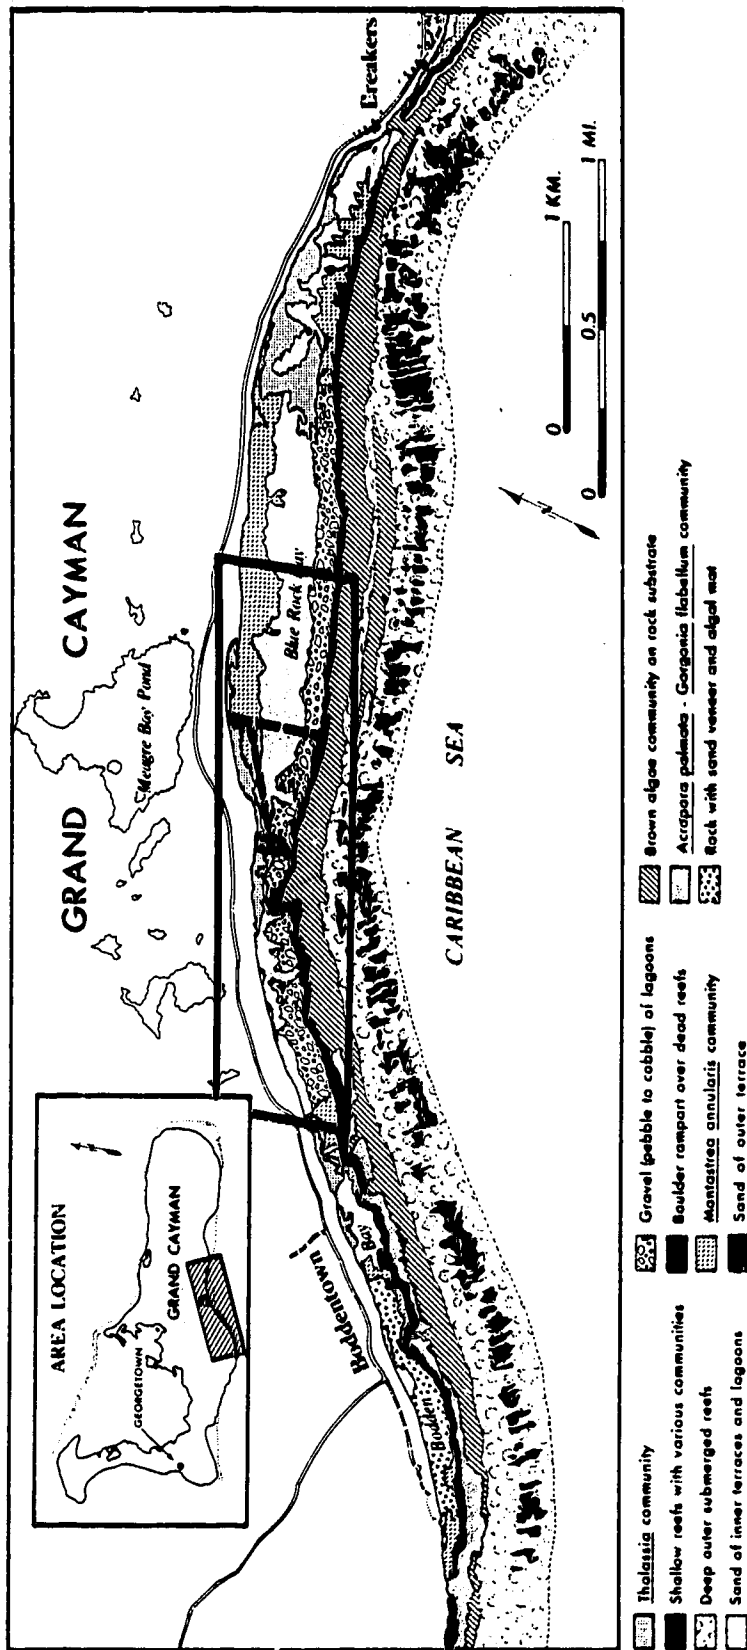 AREA LOCATION
GEORGETOWN
GRAND CAYMAN
GRAND CAYMAN
Meagre Bay Pond
Breakers
Boddentown
Bodden Bay
Blue Rock
CARIBBEAN SEA
N
0 1 KM.
0 0.5 1 MI.
Thalassia community
Shallow reefs with various communities
Deep outer submerged reefs
Sand of inner terraces and lagoons
Gravel (pebble to cobble) of lagoons
Boulder rampart over dead reefs
Montastrea annularis community
Sand of outer terrace
Brown algae community on rock substrate
Acropora palmata - Gorgonia flabellum community
Rock with sand veneer and algal mat